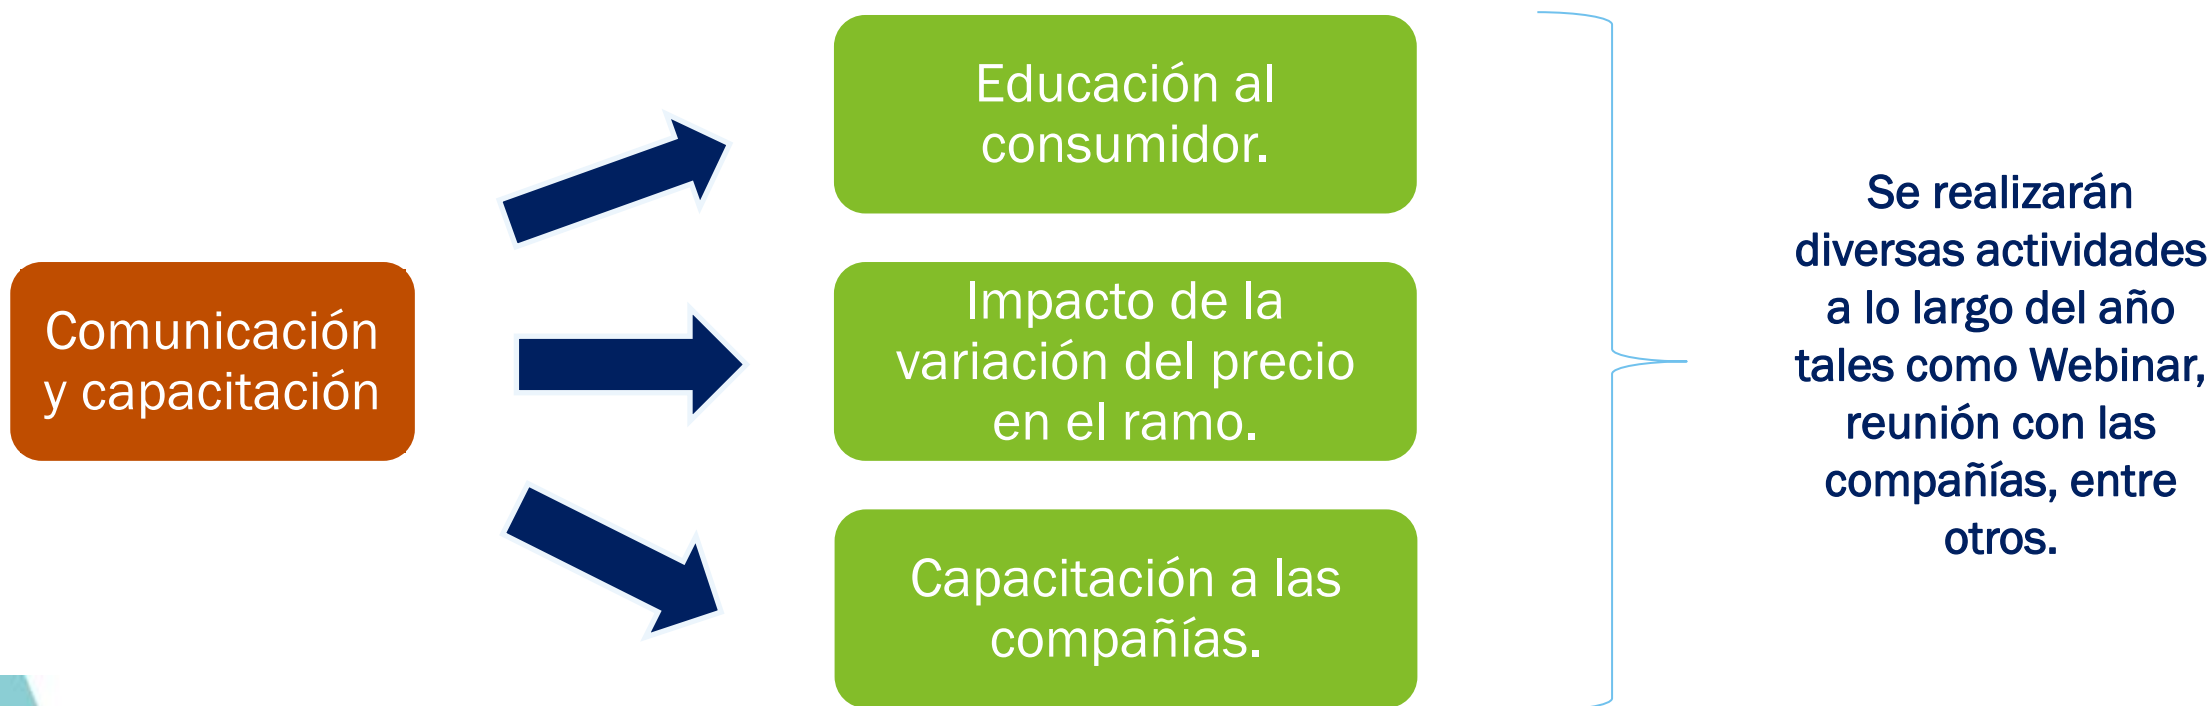 Comunicación
y capacitación
Educación al
consumidor.
Impacto de la
variación del precio
en el ramo.
Capacitación a las
compañías.
Se realizarán
diversas actividades
a lo largo del año
tales como Webinar,
reunión con las
compañías, entre
otros.